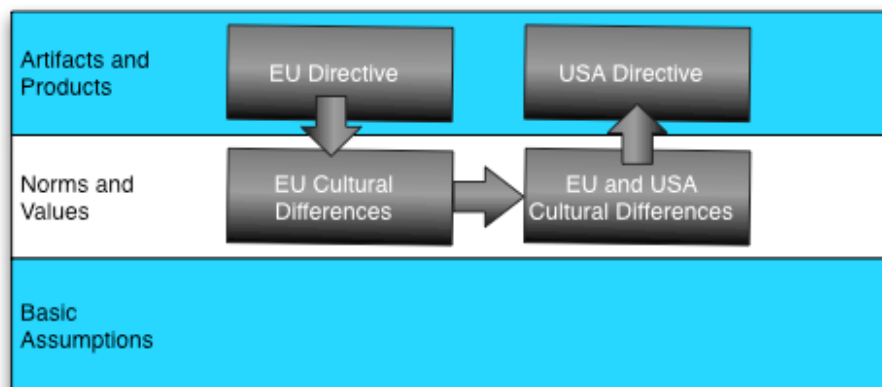 Artifacts and
Products
EU Directive
USA Directive
Norms and
Values
EU Cultural
Differences
EU and USA
Cultural Differences
Basic
Assumptions